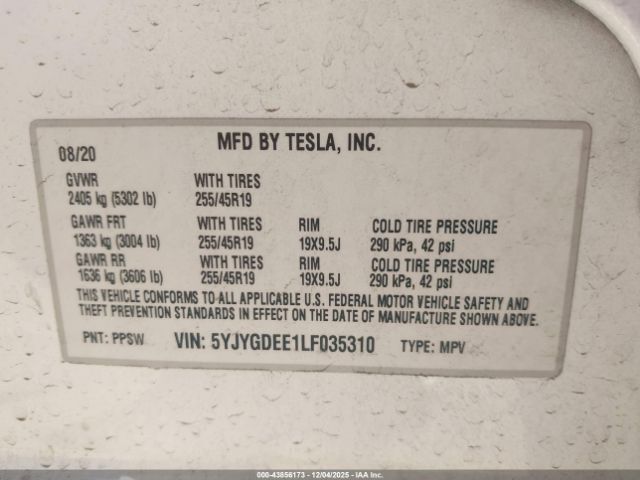 MFD BY TESLA, INC.
08/20
GVWR WITH TIRES
2405 kg (5302 lb) 255/45R19
GAWR FRT WITH TIRES RIM COLD TIRE PRESSURE
1363 kg (3004 lb) 255/45R19 19X9.5J 290 kPa, 42 psi
GAWR RR WITH TIRES RIM COLD TIRE PRESSURE
1636 kg (3606 lb) 255/45R19 19X9.5J 290 kPa, 42 psi
THIS VEHICLE CONFORMS TO ALL APPLICABLE U.S. FEDERAL MOTOR VEHICLE SAFETY AND
THEFT PREVENTION STANDARDS IN EFFECT ON THE DATE OF MANUFACTURE SHOWN ABOVE.
PNT: PPSW VIN: 5YJYGDEE1LF035310 TYPE: MPV
000-43856173 - 12/04/2025 - IAA Inc.